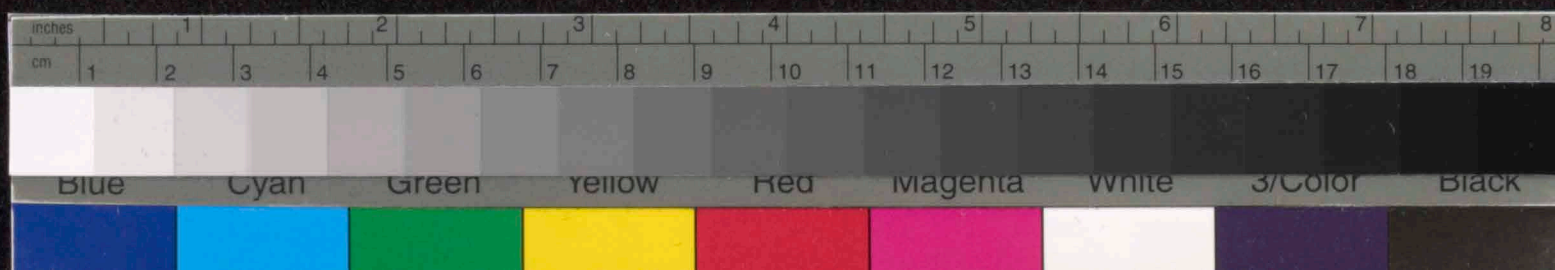 inches 1 2 3 4 5 6 7 8
cm 1 2 3 4 5 6 7 8 9 10 11 12 13 14 15 16 17 18 19
Blue Cyan Green Yellow Red Magenta White 3/Color Black